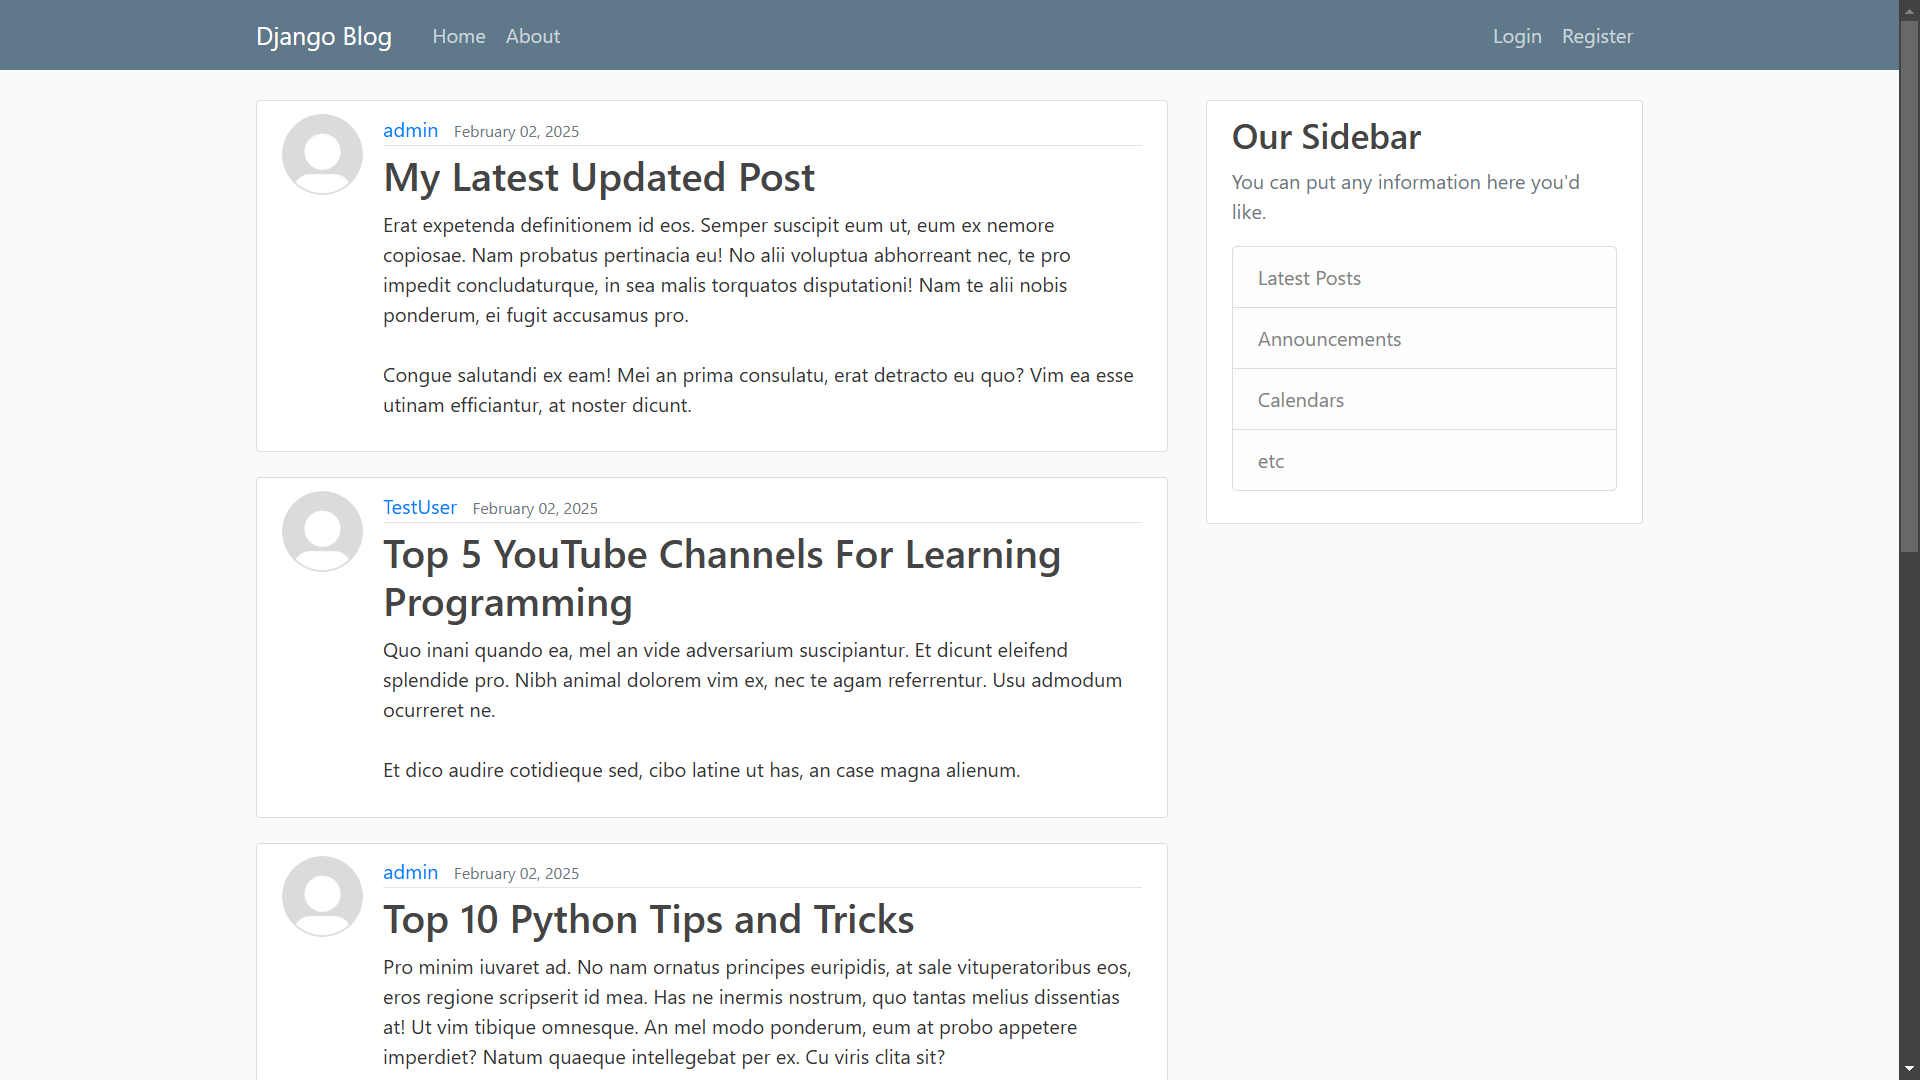 Django Blog
Home
About
Login
Register
admin February 02, 2025
My Latest Updated Post
Erat expetenda definitionem id eos. Semper suscipit eum ut, eum ex nemore
copiosae. Nam probatus pertinacia eu! No alii voluptua abhorreant nec, te pro
impedit concludaturque, in sea malis torquatos disputationi! Nam te alii nobis
ponderum, ei fugit accusamus pro.
Congue salutandi ex eam! Mei an prima consulatu, erat detracto eu quo? Vim ea esse
utinam efficiantur, at noster dicunt.
TestUser February 02, 2025
Top 5 YouTube Channels For Learning
Programming
Quo inani quando ea, mel an vide adversarium suscipiantur. Et dicunt eleifend
splendide pro. Nibh animal dolorem vim ex, nec te agam referrentur. Usu admodum
ocurreret ne.
Et dico audire cotidieque sed, cibo latine ut has, an case magna alienum.
admin February 02, 2025
Top 10 Python Tips and Tricks
Pro minim iuvaret ad. No nam ornatus principes euripidis, at sale vituperatoribus eos,
eros regione scripserit id mea. Has ne inermis nostrum, quo tantas melius dissentias
at! Ut vim tibique omnesque. An mel modo ponderum, eum at probo appetere
imperdiet? Natum quaeque intellegebat per ex. Cu viris clita sit?
Our Sidebar
You can put any information here you'd
like.
Latest Posts
Announcements
Calendars
etc